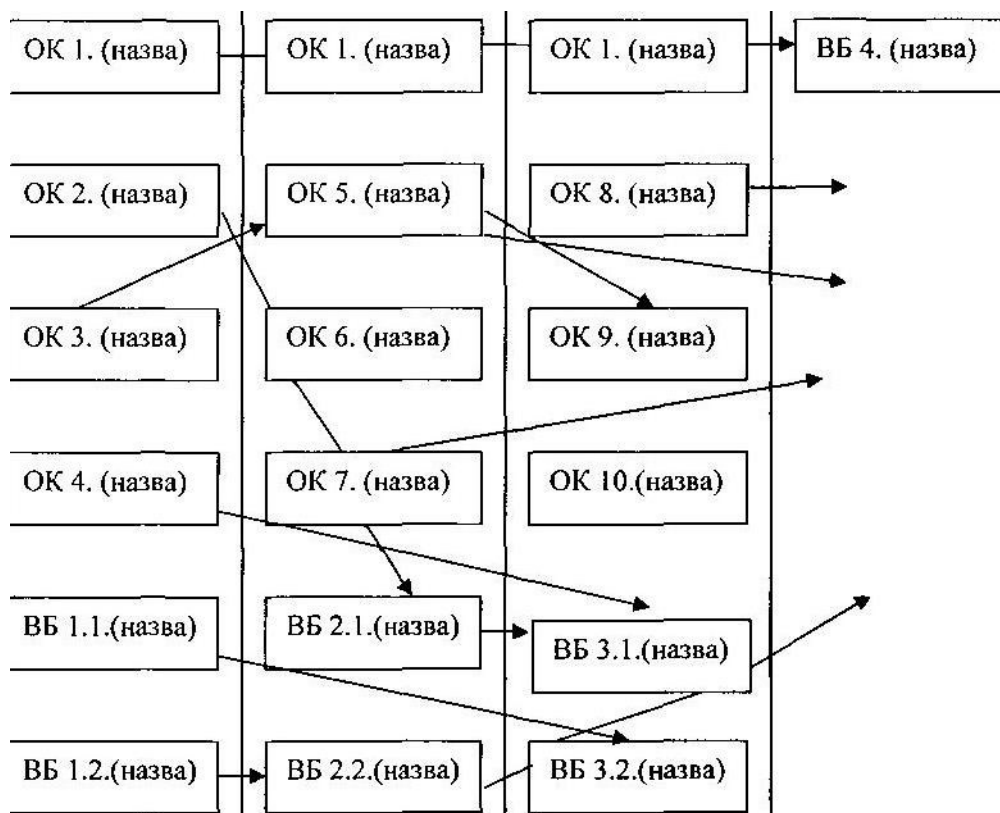 ОК 1. (назва)
ОК 1. (назва)
ОК 1. (назва)
ВБ 4. (назва)
ОК 2. (назва)
ОК 5. (назва)
ОК 8. (назва)
ОК 3. (назва)
ОК 6. (назва)
ОК 9. (назва)
ОК 4. (назва)
ОК 7. (назва)
ОК 10.(назва)
ВБ 1.1.(назва)
ВБ 2.1.(назва)
ВБ 3.1.(назва)
ВБ 1.2.(назва)
ВБ 2.2.(назва)
ВБ 3.2.(назва)